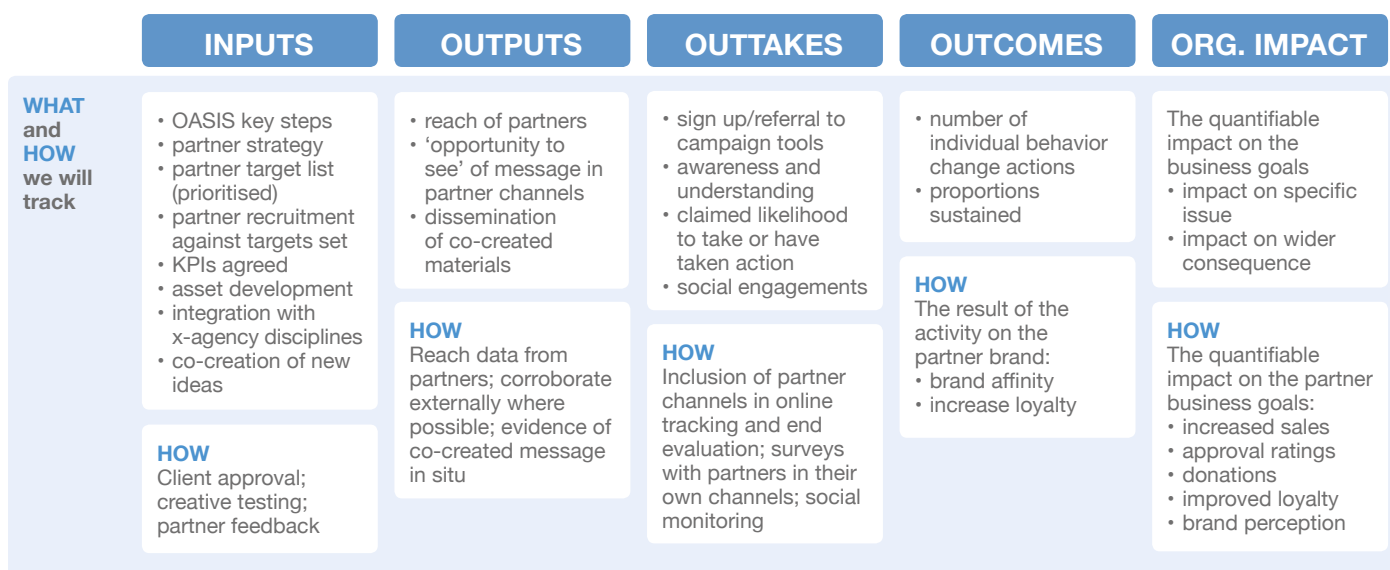 INPUTS
OUTPUTS
OUTTAKES
OUTCOMES
ORG. IMPACT
WHAT
and
HOW
we will
track
• OASIS key steps
• partner strategy
• partner target list
(prioritised)
• partner recruitment
against targets set
• KPIs agreed
• asset development
• integration with
x-agency disciplines
• co-creation of new
ideas
HOW
Client approval;
creative testing;
partner feedback
• reach of partners
• ‘opportunity to
see’ of message in
partner channels
• dissemination
of co-created
materials
HOW
Reach data from
partners; corroborate
externally where
possible; evidence of
co-created message
in situ
• sign up/referral to
campaign tools
• awareness and
understanding
• claimed likelihood
to take or have
taken action
• social engagements
HOW
Inclusion of partner
channels in online
tracking and end
evaluation; surveys
with partners in their
own channels; social
monitoring
• number of
individual behavior
change actions
• proportions
sustained
HOW
The result of the
activity on the
partner brand:
• brand affinity
• increase loyalty
The quantifiable
impact on the
business goals
• impact on specific
issue
• impact on wider
consequence
HOW
The quantifiable
impact on the partner
business goals:
• increased sales
• approval ratings
• donations
• improved loyalty
• brand perception